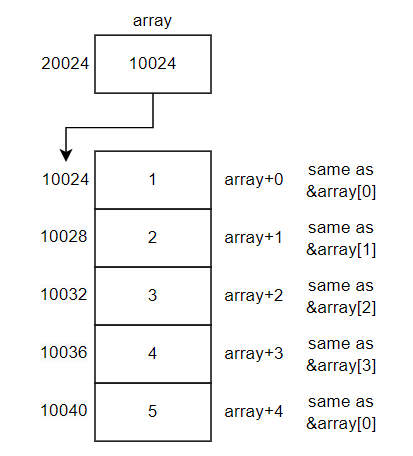 array
20024 10024
10024 1 array+0 same as
&array[0]
10028 2 array+1 same as
&array[1]
10032 3 array+2 same as
&array[2]
10036 4 array+3 same as
&array[3]
10040 5 array+4 same as
&array[0]